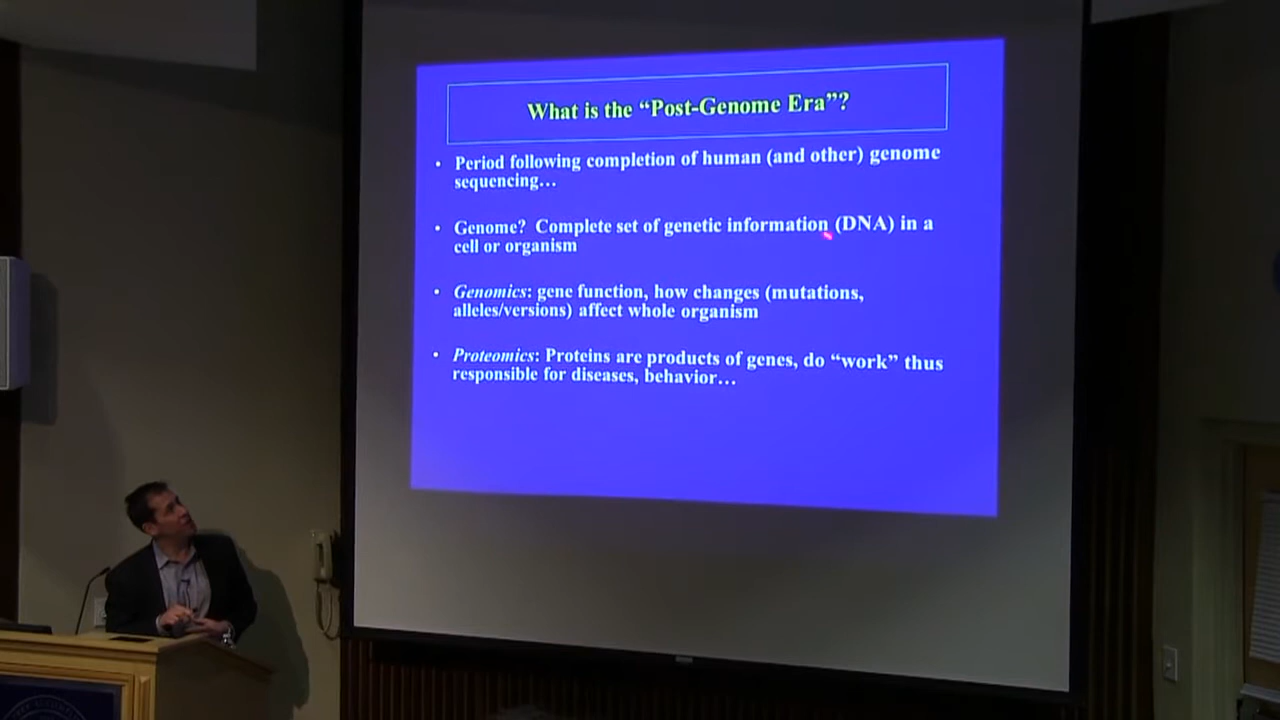 What is the “Post-Genome Era”?
• Period following completion of human (and other) genome
sequencing…
• Genome? Complete set of genetic information (DNA) in a
cell or organism
• Genomics: gene function, how changes (mutations,
alleles/versions) affect whole organism
• Proteomics: Proteins are products of genes, do “work” thus
responsible for diseases, behavior…